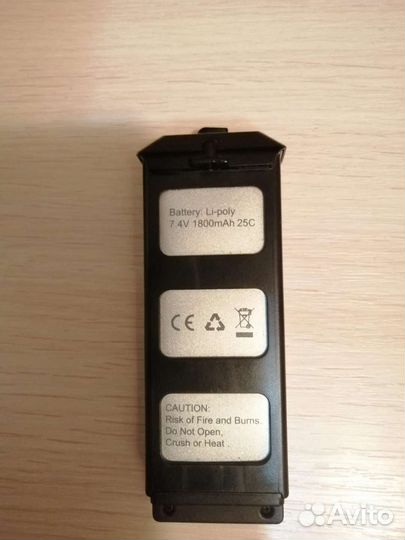 Battery: Li-poly
7.4V 1800mAh 25C
CE
CAUTION:
Risk of Fire and Burns.
Do Not Open,
Crush or Heat .
Avito